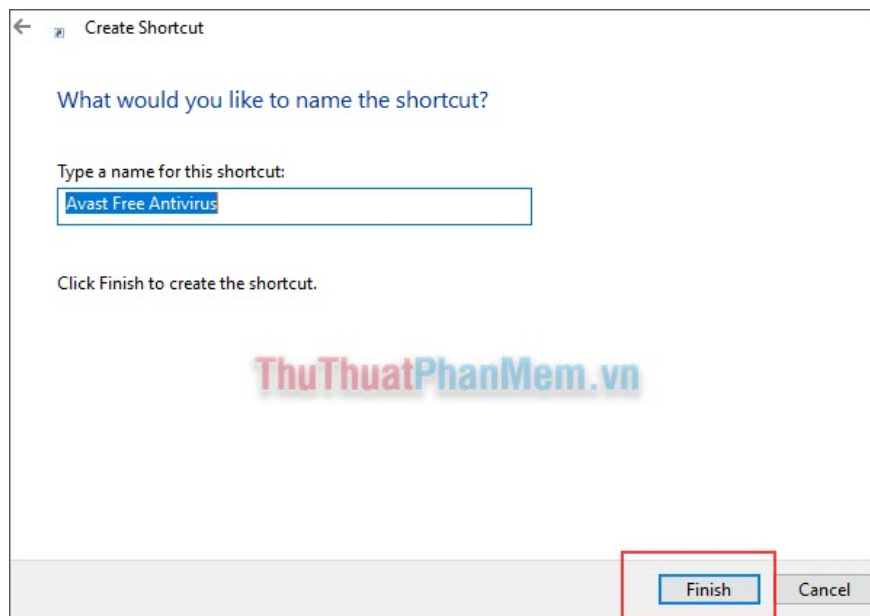 Create Shortcut
What would you like to name the shortcut?
Type a name for this shortcut:
Avast Free Antivirus
Click Finish to create the shortcut.
ThuThuatPhanMem.vn
Finish
Cancel